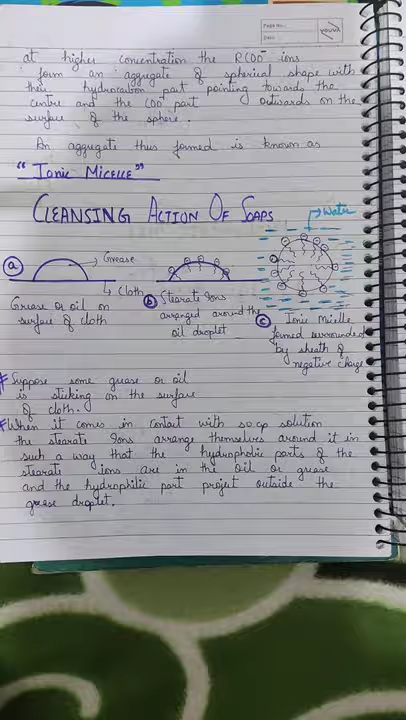 Page No.:
Date:
YOUVA
at higher concentration the RCOO⁻ ions
form an aggregate of spherical shape with
their hydrocarbon part pointing towards the
centre and the COO⁻ part outwards on the
surface of the sphere.
An aggregate thus formed is known as
"IONIC MICELLE"
CLEANSING ACTION OF SOAPS
Water
Grease
Cloth
a
Grease or oil on
surface of cloth
b Stearate Ions
arranged around the
oil droplet
c Ionic Micelle
formed surrounded
by sheath of
negative charge
# Suppose some grease or oil
is sticking on the surface
of cloth.
# When it comes in contact with soap solution
the stearate Ions arrange themselves around it in
such a way that the hydrophobic parts of the
stearate ions are in the oil or grease
and the hydrophilic part project outside the
grease droplet.